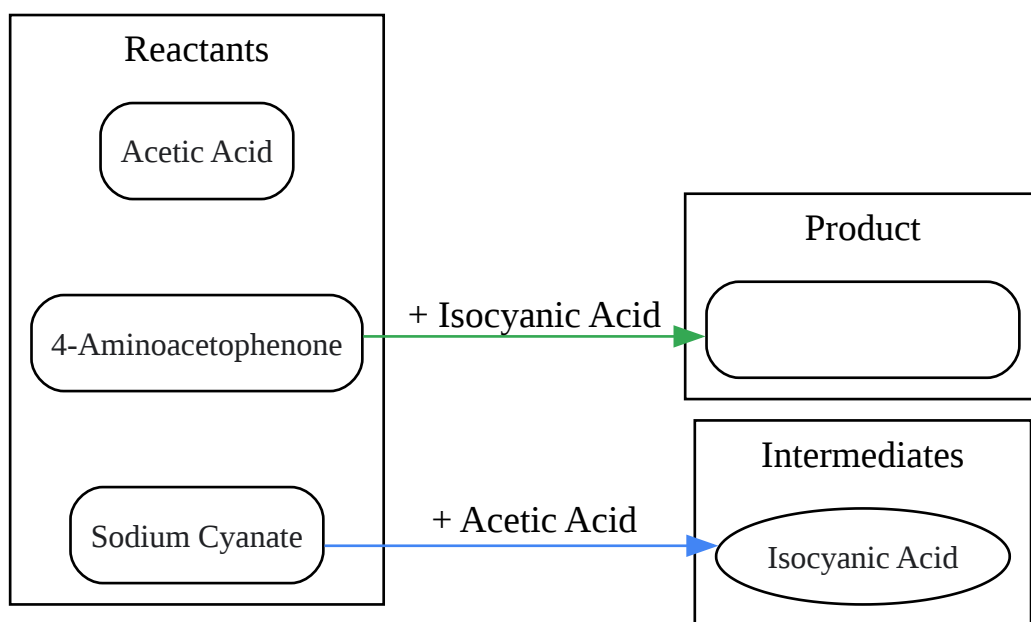 Reactants
Acetic Acid
4-Aminoacetophenone
Sodium Cyanate
+ Isocyanic Acid
+ Acetic Acid
Product
Intermediates
Isocyanic Acid